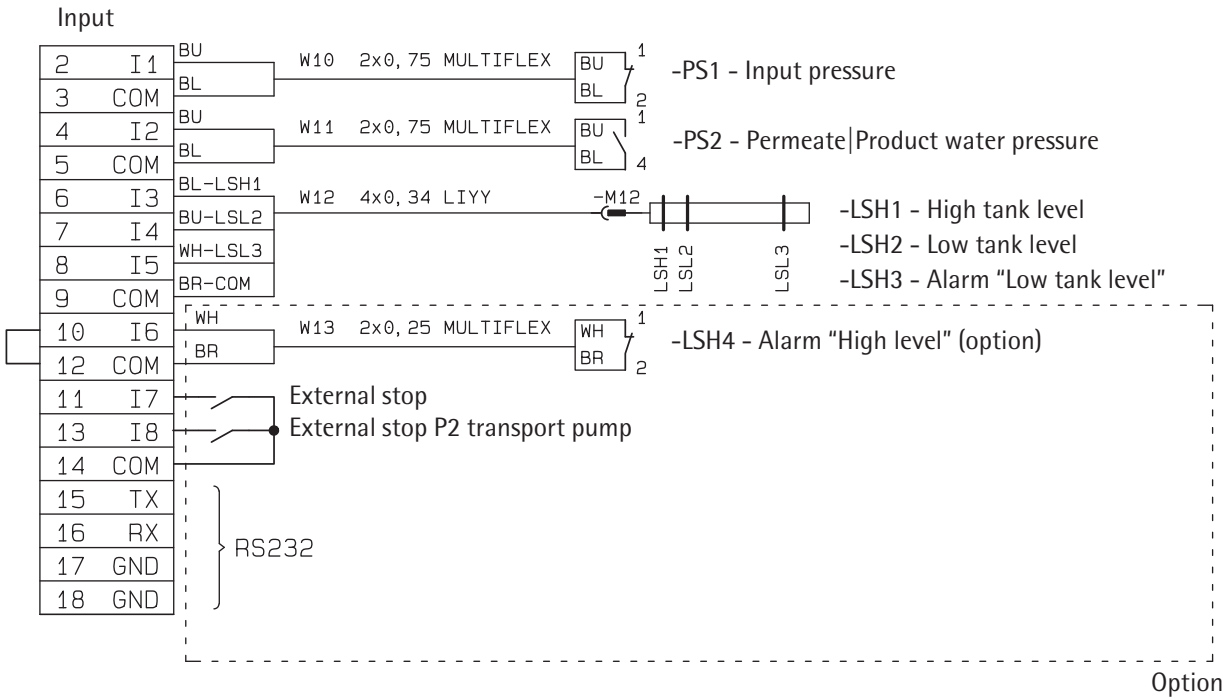 Input
2 I1 BU W10 2x0,75 MULTIFLEX BU 1 -PS1 - Input pressure
3 COM BL BL 2
4 I2 BU W11 2x0,75 MULTIFLEX BU 1 -PS2 - Permeate|Product water pressure
5 COM BL BL 4
6 I3 BL-LSH1 W12 4x0,34 LIYY -M12 -LSH1 - High tank level
7 I4 BU-LSL2 -LSH2 - Low tank level
8 I5 WH-LSL3 LSH1 LSL2 LSL3 -LSH3 - Alarm “Low tank level”
9 COM BR-COM
10 I6 WH W13 2x0,25 MULTIFLEX WH 1 -LSH4 - Alarm “High level” (option)
12 COM BR BR 2
11 I7 External stop
13 I8 External stop P2 transport pump
14 COM
15 TX
16 RX
RS232
17 GND
18 GND
Option